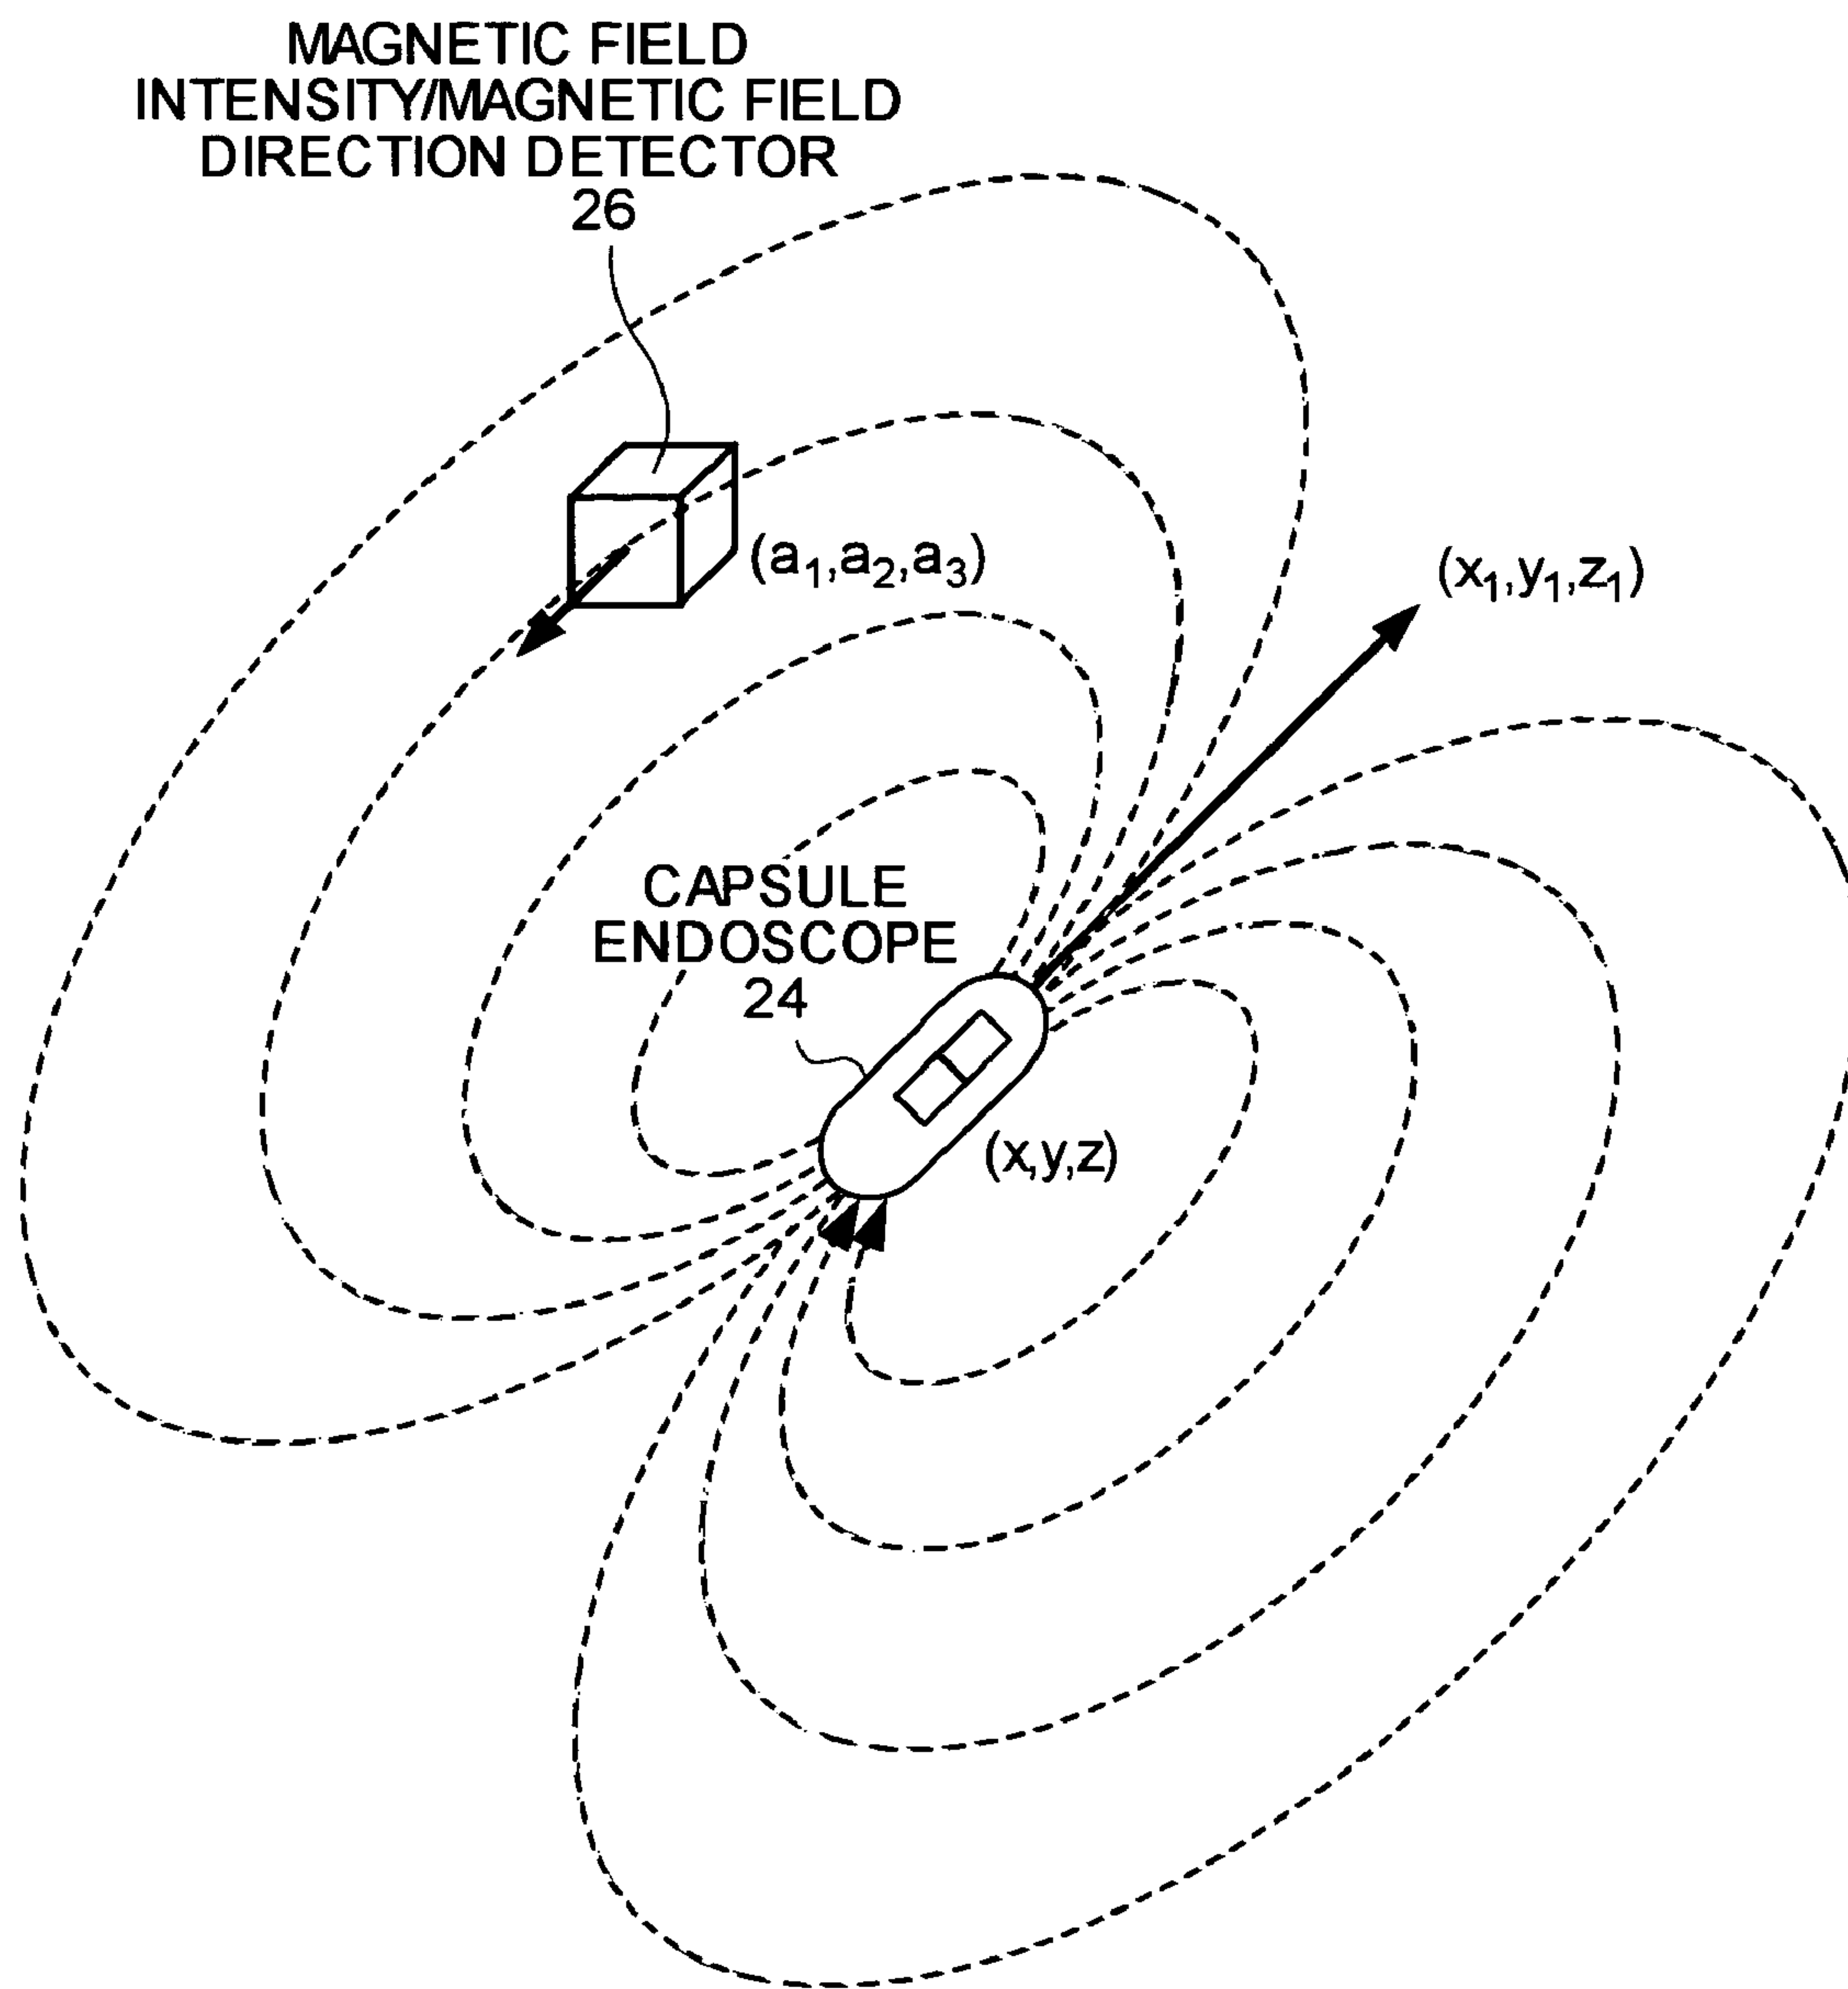 MAGNETIC FIELD
INTENSITY/MAGNETIC FIELD
DIRECTION DETECTOR
26
(a₁,a₂,a₃)
(x₁,y₁,z₁)
CAPSULE
ENDOSCOPE
24
(x,y,z)